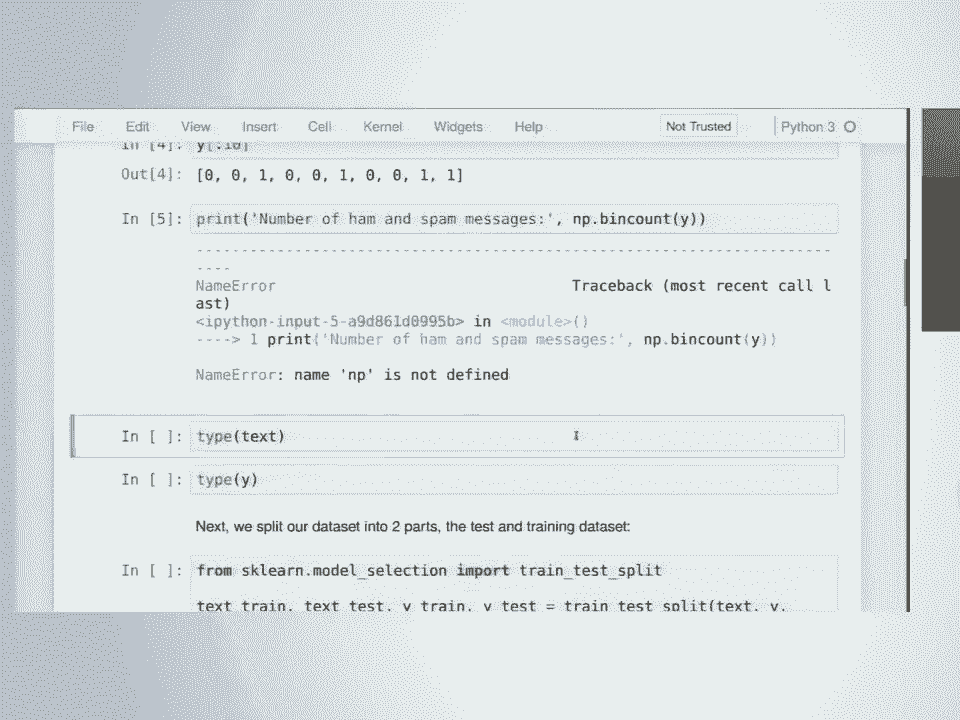 File Edit View Insert Cell Kernel Widgets Help Not Trusted Python 3
In [4]: y[:10]
Out[4]: [0, 0, 1, 0, 0, 1, 0, 0, 1, 1]
In [5]: print('Number of ham and spam messages:', np.bincount(y))
---------------------------------------------------------------------------
----
NameError Traceback (most recent call l
ast)
<ipython-input-5-a9d861d0995b> in <module>()
----> 1 print('Number of ham and spam messages:', np.bincount(y))
NameError: name 'np' is not defined
In [ ]: type(text)
In [ ]: type(y)
Next, we split our dataset into 2 parts, the test and training dataset:
In [ ]: from sklearn.model_selection import train_test_split
text_train, text_test, y_train, y_test = train_test_split(text, y,